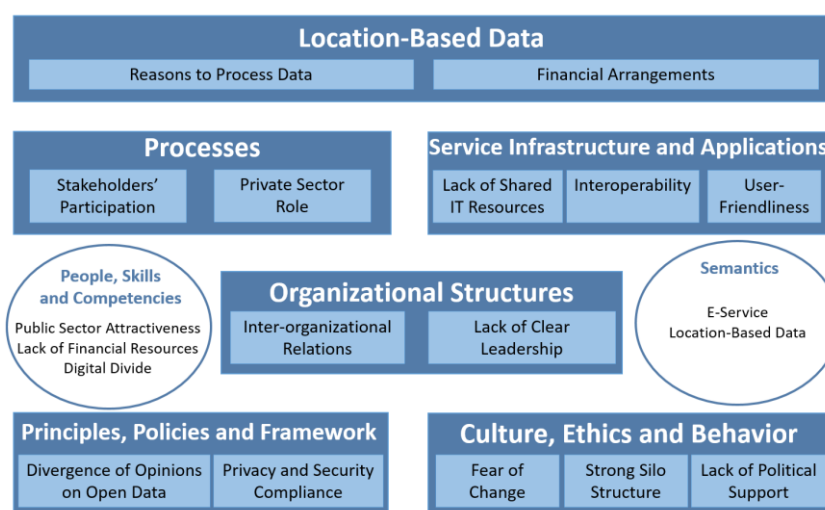 Location-Based Data
Reasons to Process Data
Financial Arrangements
Processes
Stakeholders'
Participation
Private Sector
Role
Service Infrastructure and Applications
Lack of Shared
IT Resources
Interoperability
User-
Friendliness
People, Skills
and Competencies
Public Sector Attractiveness
Lack of Financial Resources
Digital Divide
Organizational Structures
Inter-organizational
Relations
Lack of Clear
Leadership
Semantics
E-Service
Location-Based Data
Principles, Policies and Framework
Divergence of Opinions
on Open Data
Privacy and Security
Compliance
Culture, Ethics and Behavior
Fear of
Change
Strong Silo
Structure
Lack of Political
Support